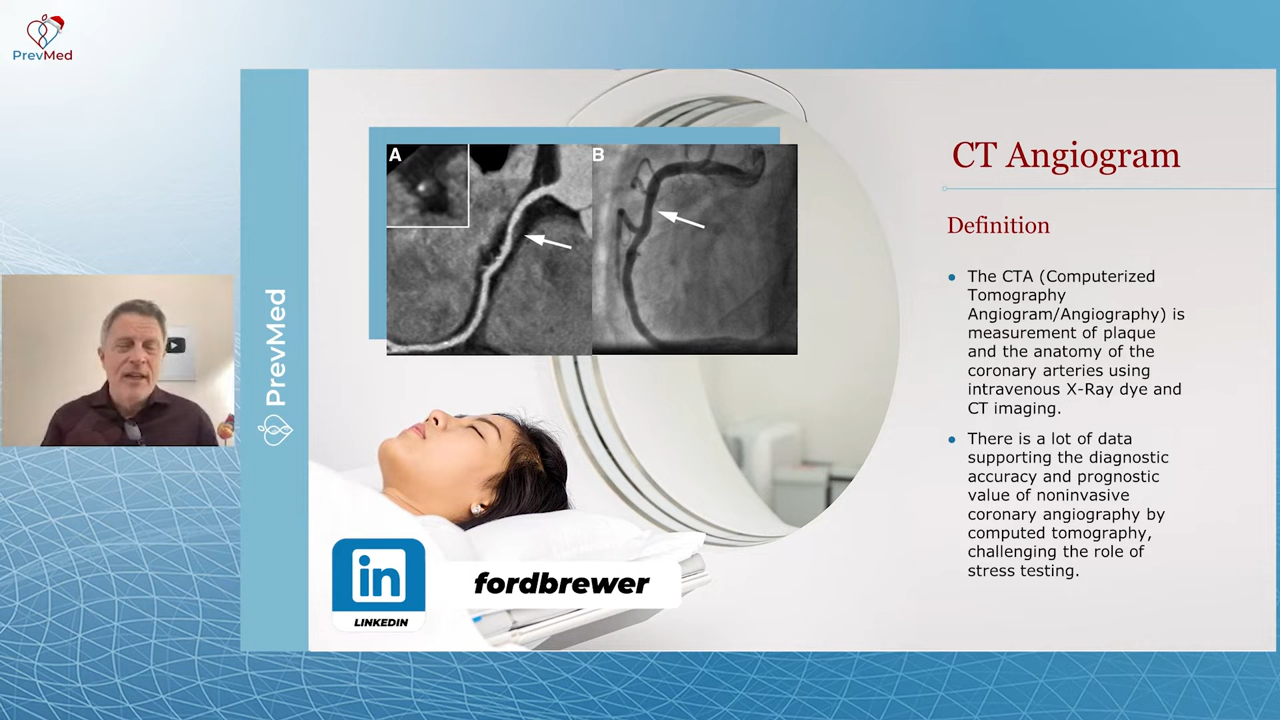 PrevMed
PrevMed
A
B
CT Angiogram
Definition
The CTA (Computerized
Tomography
Angiogram/Angiography) is
measurement of plaque
and the anatomy of the
coronary arteries using
intravenous X-Ray dye and
CT imaging.
There is a lot of data
supporting the diagnostic
accuracy and prognostic
value of noninvasive
coronary angiography by
computed tomography,
challenging the role of
stress testing.
in
LINKEDIN
fordbrewer